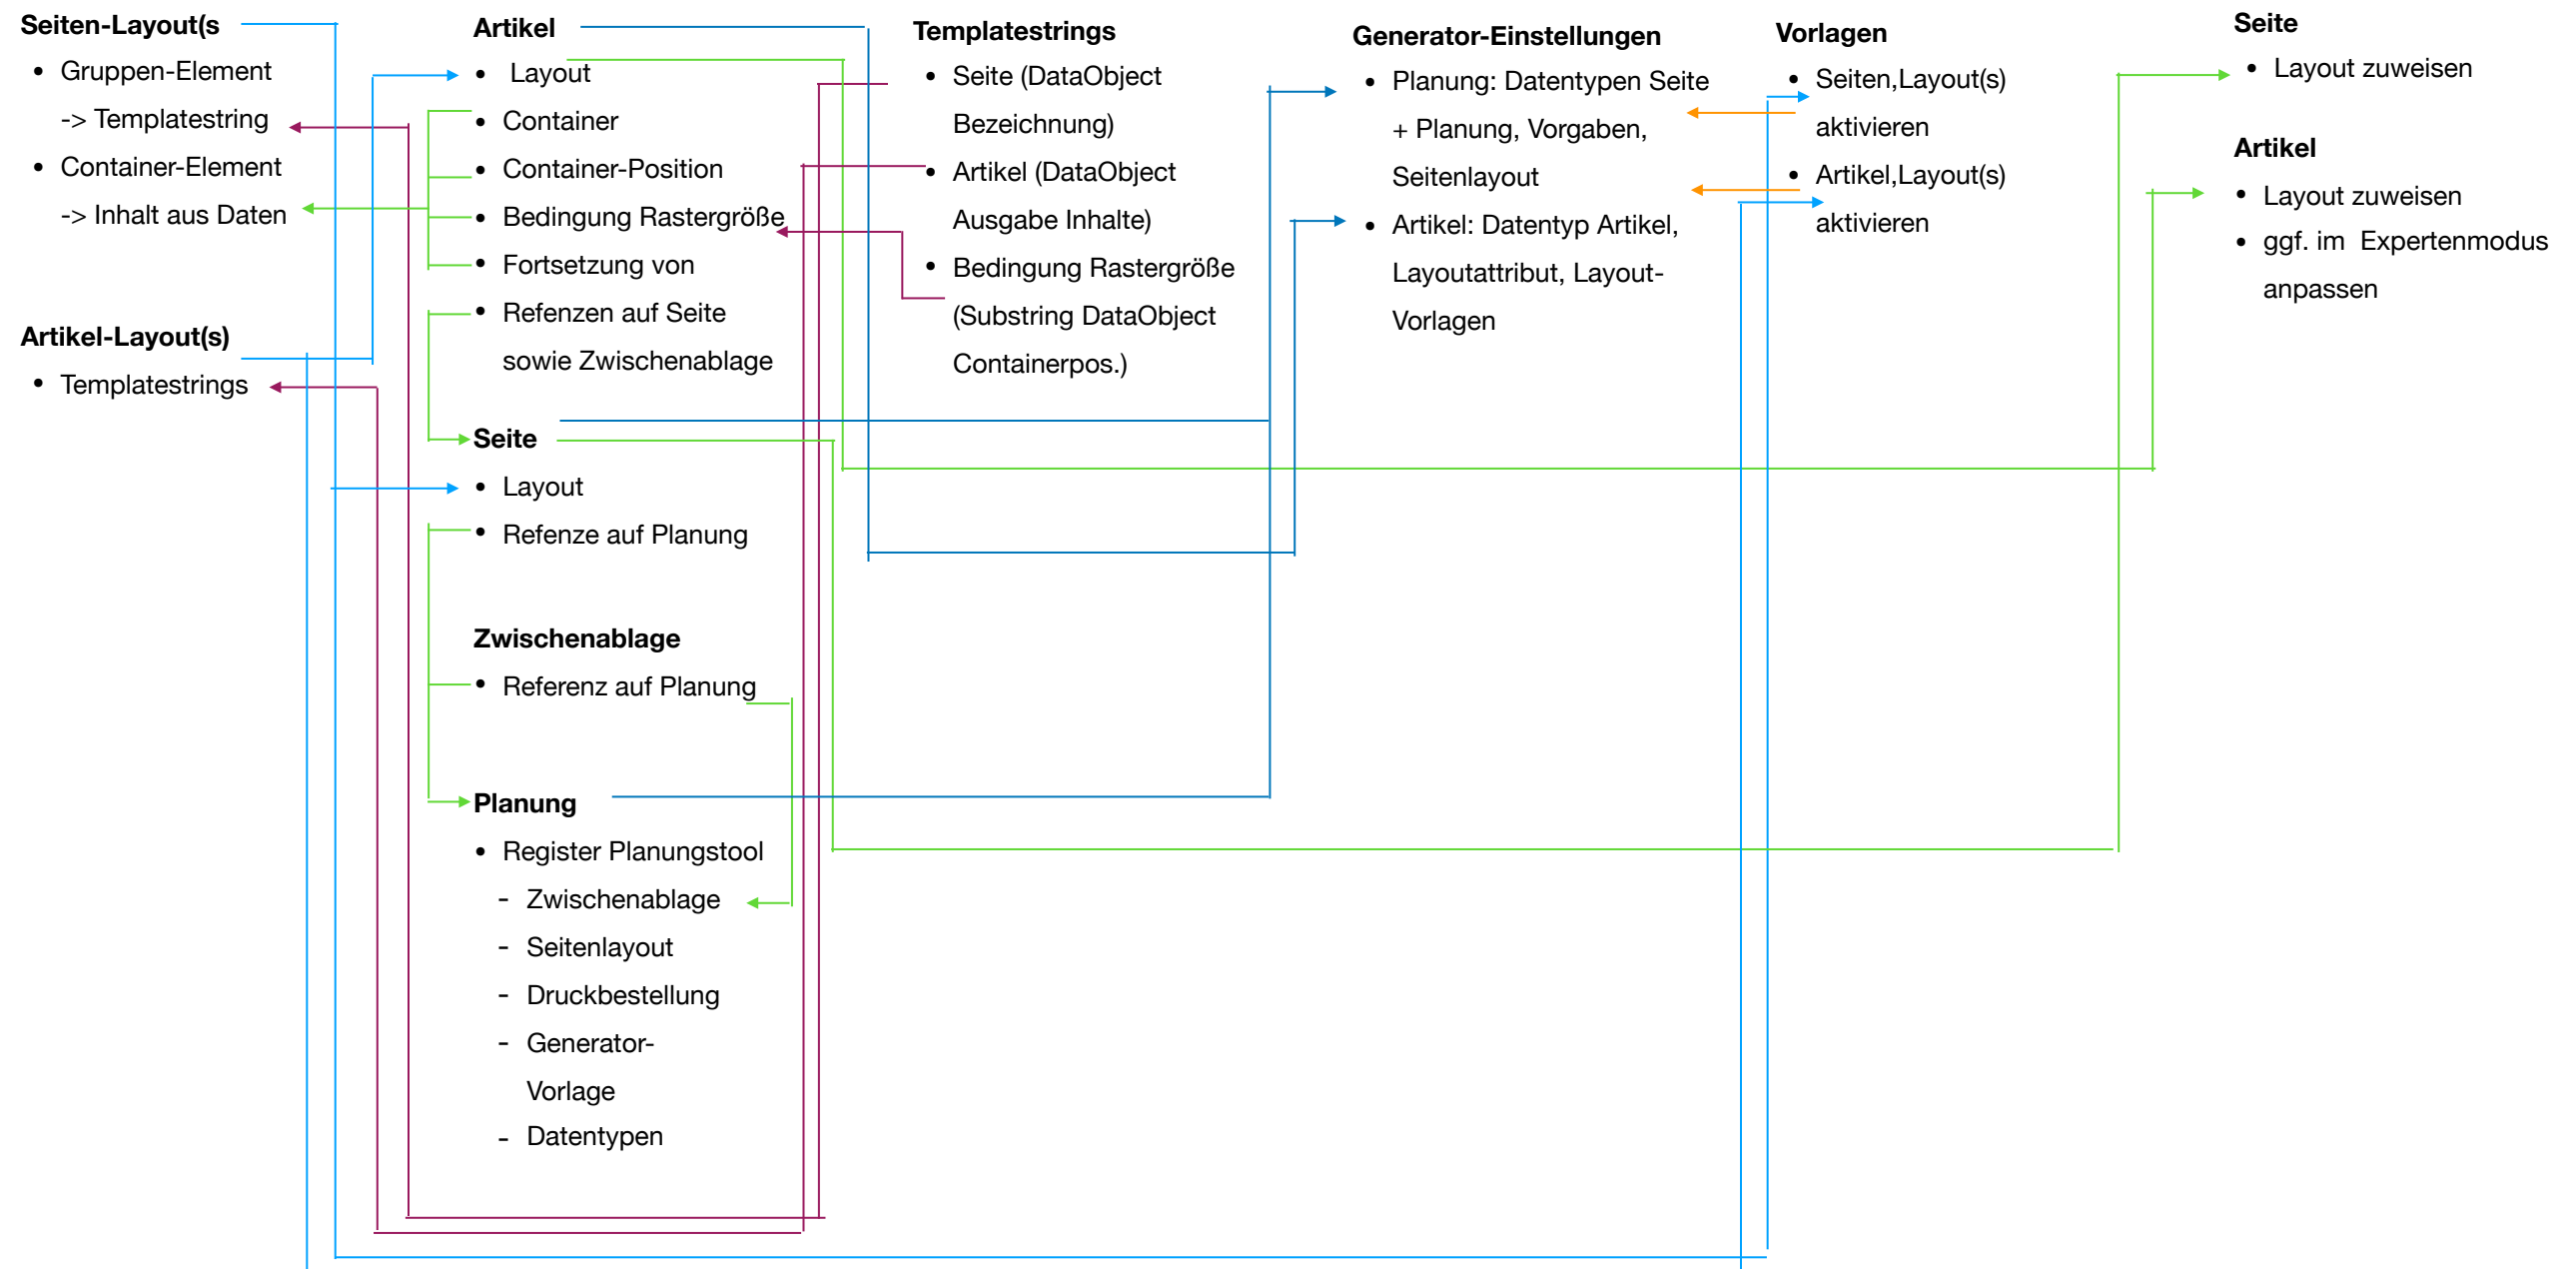 Seiten-Layout(s
• Gruppen-Element
-> Templatestring
• Container-Element
-> Inhalt aus Daten
Artikel-Layout(s)
• Templatestrings
Artikel
• Layout
• Container
• Container-Position
• Bedingung Rastergröße
• Fortsetzung von
• Refenzen auf Seite
sowie Zwischenablage
Seite
• Layout
• Refenze auf Planung
Zwischenablage
• Referenz auf Planung
Planung
• Register Planungstool
- Zwischenablage
- Seitenlayout
- Druckbestellung
- Generator-
Vorlage
- Datentypen
Templatestrings
• Seite (DataObject
Bezeichnung)
• Artikel (DataObject
Ausgabe Inhalte)
• Bedingung Rastergröße
(Substring DataObject
Containerpos.)
Generator-Einstellungen
• Planung: Datentypen Seite
+ Planung, Vorgaben,
Seitenlayout
• Artikel: Datentyp Artikel,
Layoutattribut, Layout-
Vorlagen
Vorlagen
• Seiten,Layout(s)
aktivieren
• Artikel,Layout(s)
aktivieren
Seite
• Layout zuweisen
Artikel
• Layout zuweisen
• ggf. im Expertenmodus
anpassen